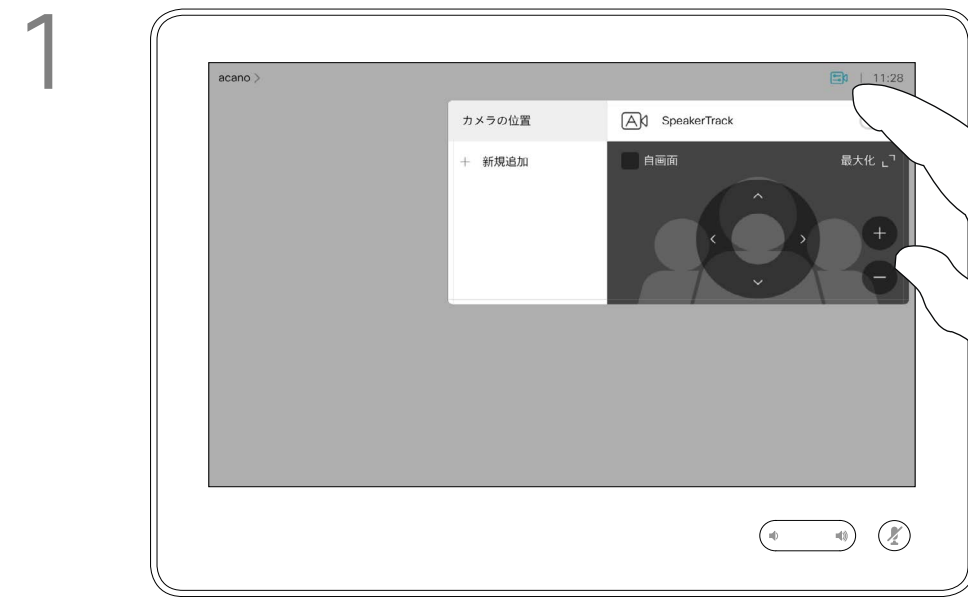 1
acano >
11:28
カメラの位置
SpeakerTrack
+ 新規追加
自画面
最大化